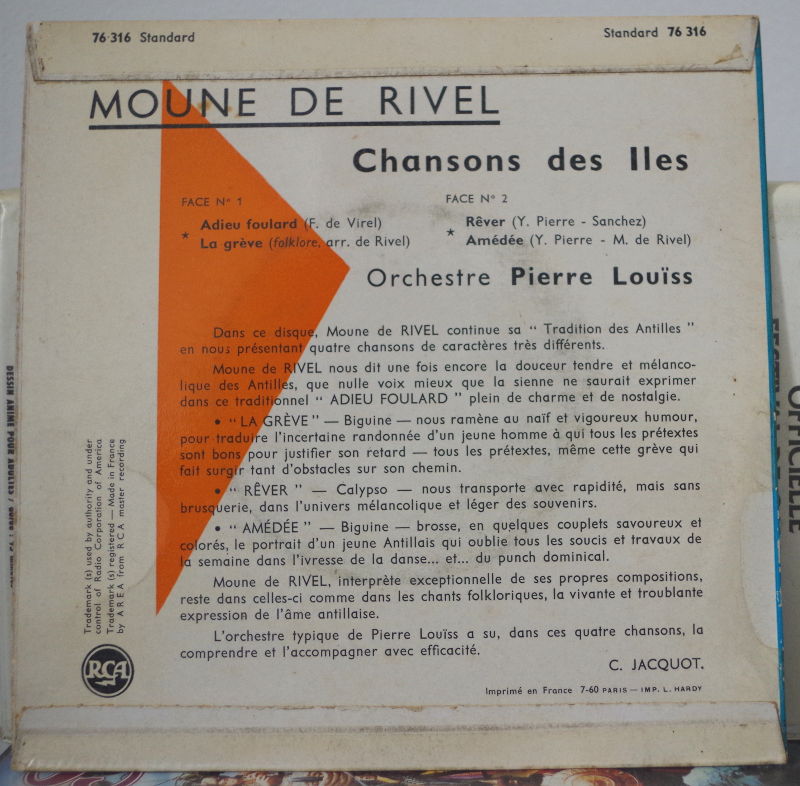 76 316 Standard
Standard 76 316
MOUNE DE RIVEL
Chansons des Iles
FACE N° 1
Adieu foulard (F. de Virel)
* La grève (folklore, arr. de Rivel)
FACE N° 2
Rêver (Y. Pierre - Sanchez)
* Amédée (Y. Pierre - M. de Rivel)
Orchestre Pierre Louïss
Dans ce disque, Moune de RIVEL continue sa “ Tradition des Antilles ”
en nous présentant quatre chansons de caractères très différents.
Moune de RIVEL nous dit une fois encore la douceur tendre et mélanco-
lique des Antilles, que nulle voix mieux que la sienne ne saurait exprimer
dans ce traditionnel “ ADIEU FOULARD ” plein de charme et de nostalgie.
• “ LA GRÈVE ” — Biguine — nous ramène au naïf et vigoureux humour,
pour traduire l'incertaine randonnée d'un jeune homme à qui tous les prétextes
sont bons pour justifier son retard — tous les prétextes, même cette grève qui
fait surgir tant d'obstacles sur son chemin.
• “ RÊVER ” — Calypso — nous transporte avec rapidité, mais sans
brusquerie, dans l'univers mélancolique et léger des souvenirs.
• “ AMÉDÉE ” — Biguine — brosse, en quelques couplets savoureux et
colorés, le portrait d'un jeune Antillais qui oublie tous les soucis et travaux de
la semaine dans l'ivresse de la danse... et... du punch dominical.
Moune de RIVEL, interprète exceptionnelle de ses propres compositions,
reste dans celles-ci comme dans les chants folkloriques, la vivante et troublante
expression de l'âme antillaise.
L'orchestre typique de Pierre Louïss a su, dans ces quatre chansons, la
comprendre et l'accompagner avec efficacité.
C. JACQUOT.
Imprimé en France 7-60 PARIS — IMP. L. HARDY
Trademark (s) used by authority and under
control of Radio Corporation of America
Trademark (s) registered — Made in France
by AREA from RCA master recording
RCA
DESSIN ANIME POUR ADULTES /
OFFICIELLE